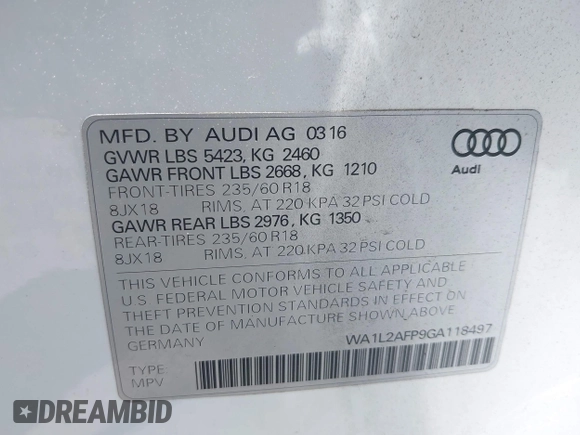 MFD. BY AUDI AG 03 16
GVWR LBS 5423, KG 2460
GAWR FRONT LBS 2668, KG 1210
FRONT-TIRES 235/60 R18
8JX18 RIMS. AT 220 KPA 32 PSI COLD
GAWR REAR LBS 2976, KG 1350
REAR-TIRES 235/60 R18
8JX18 RIMS. AT 220 KPA 32 PSI COLD
Audi
THIS VEHICLE CONFORMS TO ALL APPLICABLE
U.S. FEDERAL MOTOR VEHICLE SAFETY AND
THEFT PREVENTION STANDARDS IN EFFECT ON
THE DATE OF MANUFACTURE SHOWN ABOVE
GERMANY WA1L2AFP9GA118497
TYPE
MPV
DREAMBID